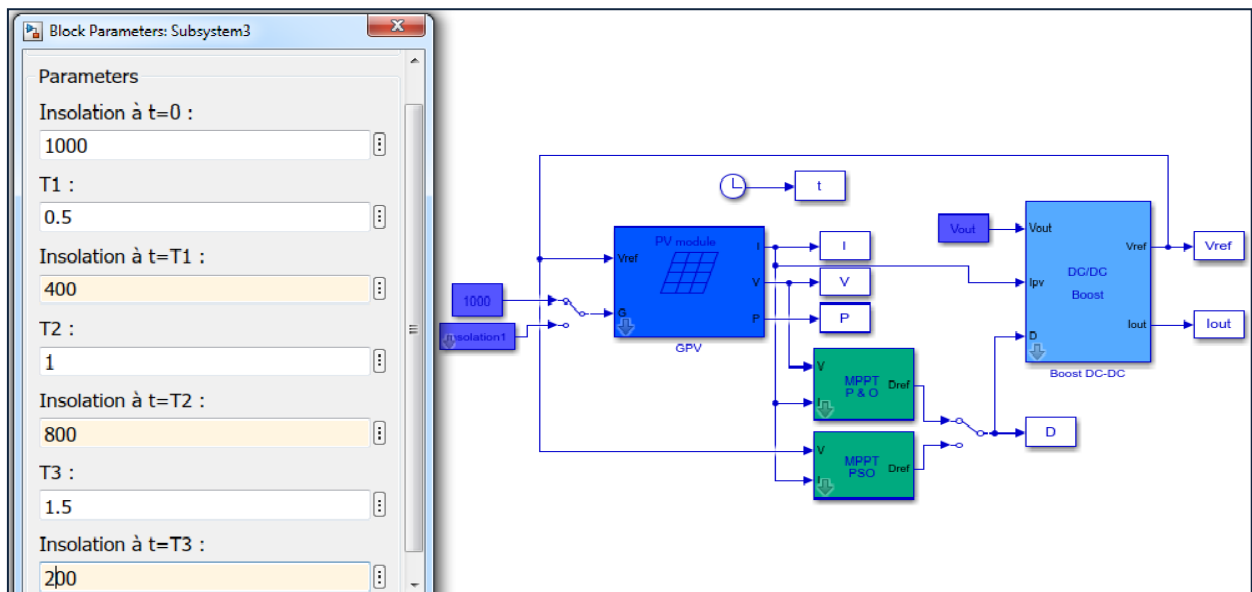 Block Parameters: Subsystem3
X
Parameters
Insolation à t=0 :
1000
T1 :
0.5
Insolation à t=T1 :
400
T2 :
1
Insolation à t=T2 :
800
T3 :
1.5
Insolation à t=T3 :
200
t
PV module
Vref
G
I
V
P
GPV
I
V
P
1000
Insolation1
Vout
Vout
Ipv
D
DC/DC
Boost
Vref
Iout
Boost DC-DC
Vref
Iout
V
I
MPPT
P & O
Dref
V
I
MPPT
PSO
Dref
D